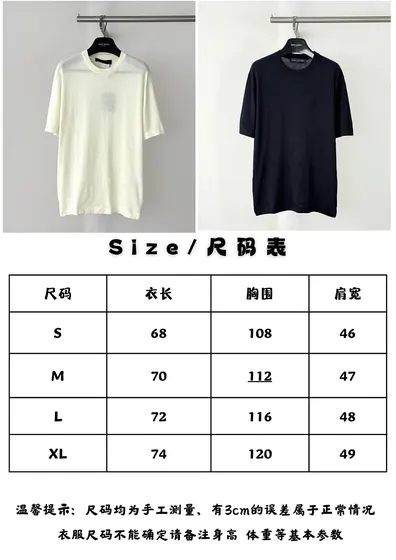 Size/尺码表
尺码 衣长 胸围 肩宽
S 68 108 46
M 70 112 47
L 72 116 48
XL 74 120 49
温馨提示：尺码均为手工测量、有3cm的误差属于正常情况
衣服尺码不能确定请备注身高 体重等基本参数